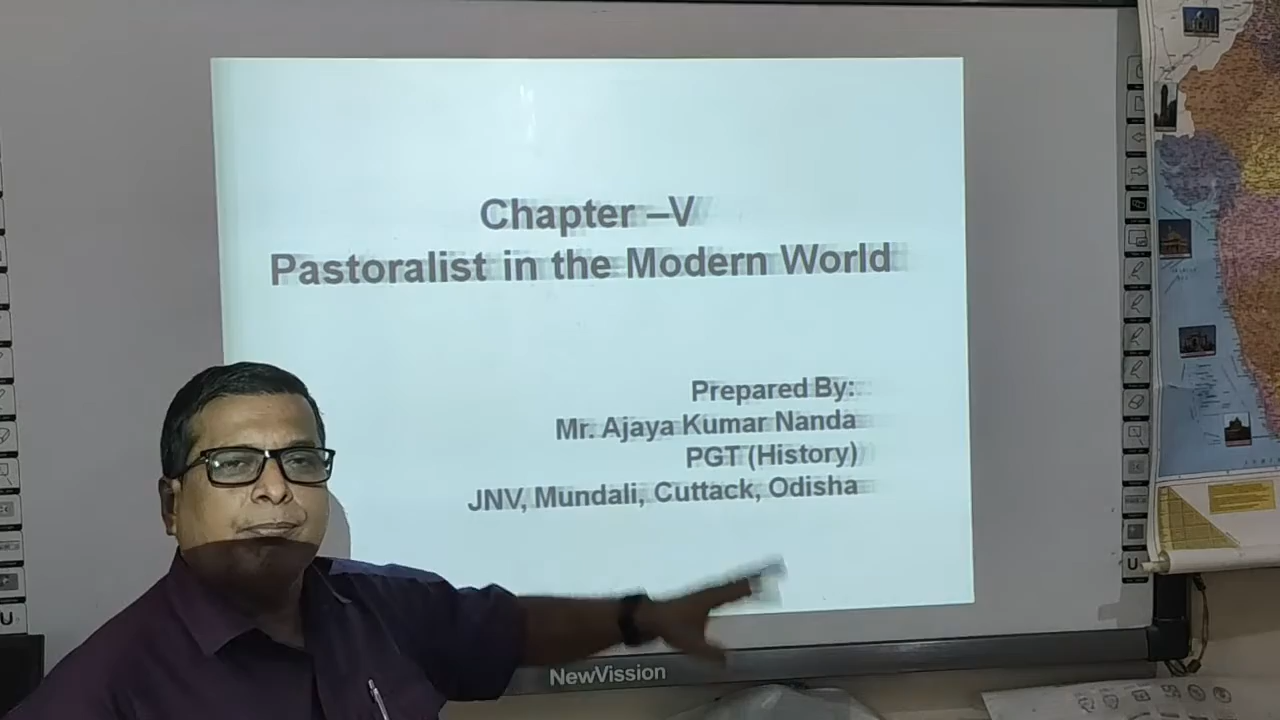 Chapter –V
Pastoralist in the Modern World
Prepared By:
Mr. Ajaya Kumar Nanda
PGT (History)
JNV, Mundali, Cuttack, Odisha
NewVission